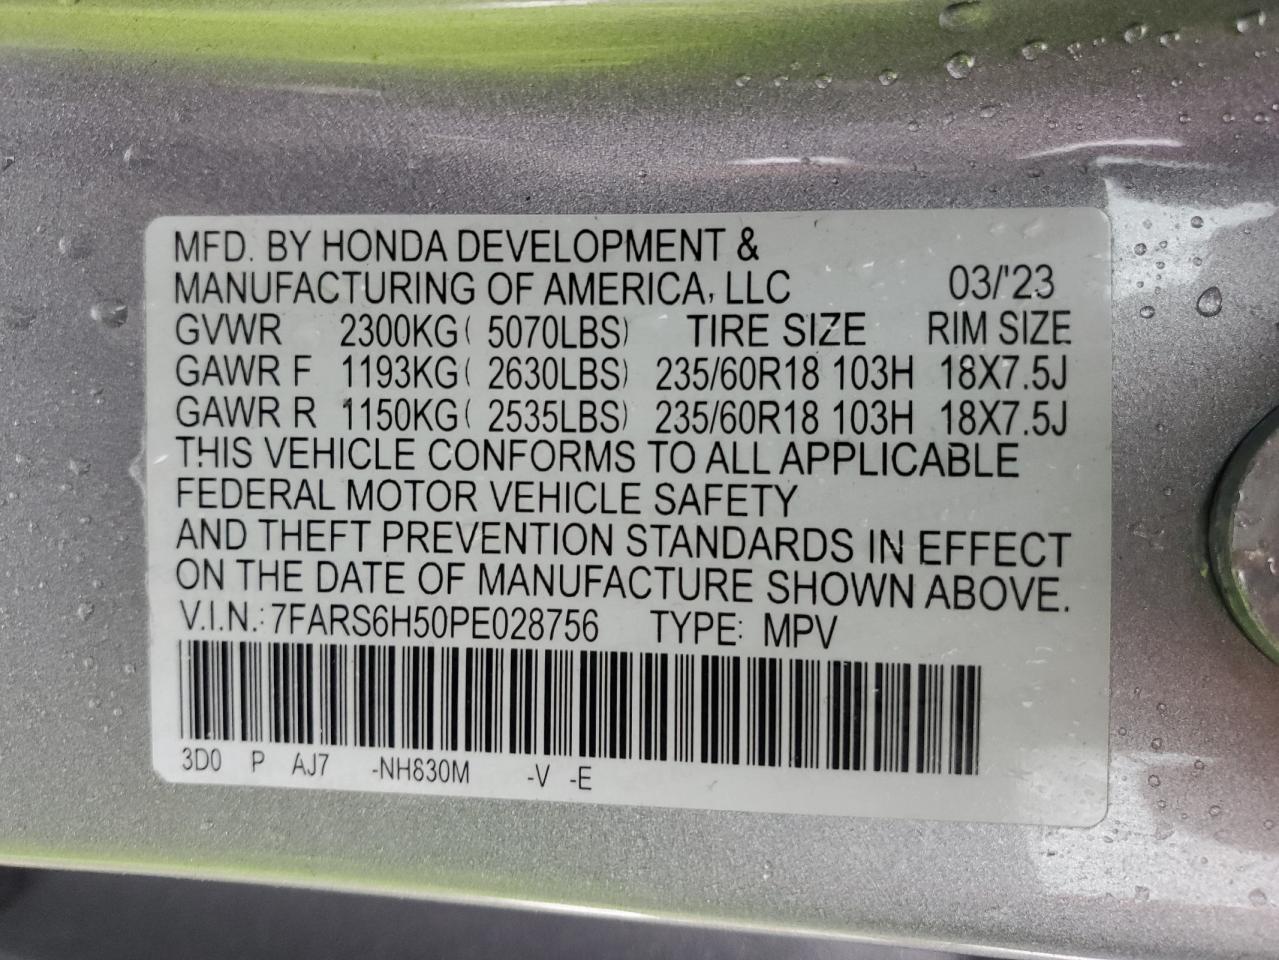 MFD. BY HONDA DEVELOPMENT &
MANUFACTURING OF AMERICA, LLC 03/'23
GVWR 2300KG( 5070LBS) TIRE SIZE RIM SIZE
GAWR F 1193KG( 2630LBS) 235/60R18 103H 18X7.5J
GAWR R 1150KG( 2535LBS) 235/60R18 103H 18X7.5J
THIS VEHICLE CONFORMS TO ALL APPLICABLE
FEDERAL MOTOR VEHICLE SAFETY
AND THEFT PREVENTION STANDARDS IN EFFECT
ON THE DATE OF MANUFACTURE SHOWN ABOVE.
V.I.N.: 7FARS6H50PE028756 TYPE: MPV
3D0 P AJ7 -NH830M -V -E